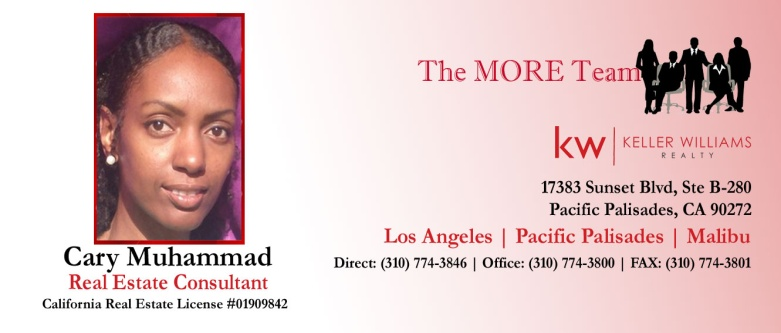 The MORE Team
kw | KELLER WILLIAMS
REALTY
17383 Sunset Blvd, Ste B-280
Pacific Palisades, CA 90272
Los Angeles | Pacific Palisades | Malibu
Direct: (310) 774-3846 | Office: (310) 774-3800 | FAX: (310) 774-3801
Cary Muhammad
Real Estate Consultant
California Real Estate License #01909842